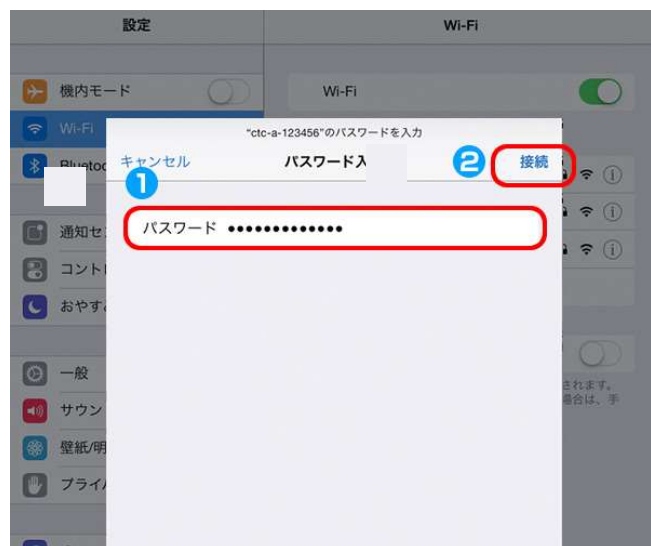 設定
Wi-Fi
機内モード
Wi-Fi
Wi-Fi
"ctc-a-123456"のパスワードを入力
Bluetoo
キャンセル
パスワード入
2
接続
1
パスワード ●●●●●●●●●●●●●
通知セ
コント
おやす
一般
されます。
場合は、手
サウン
壁紙/明
プライ